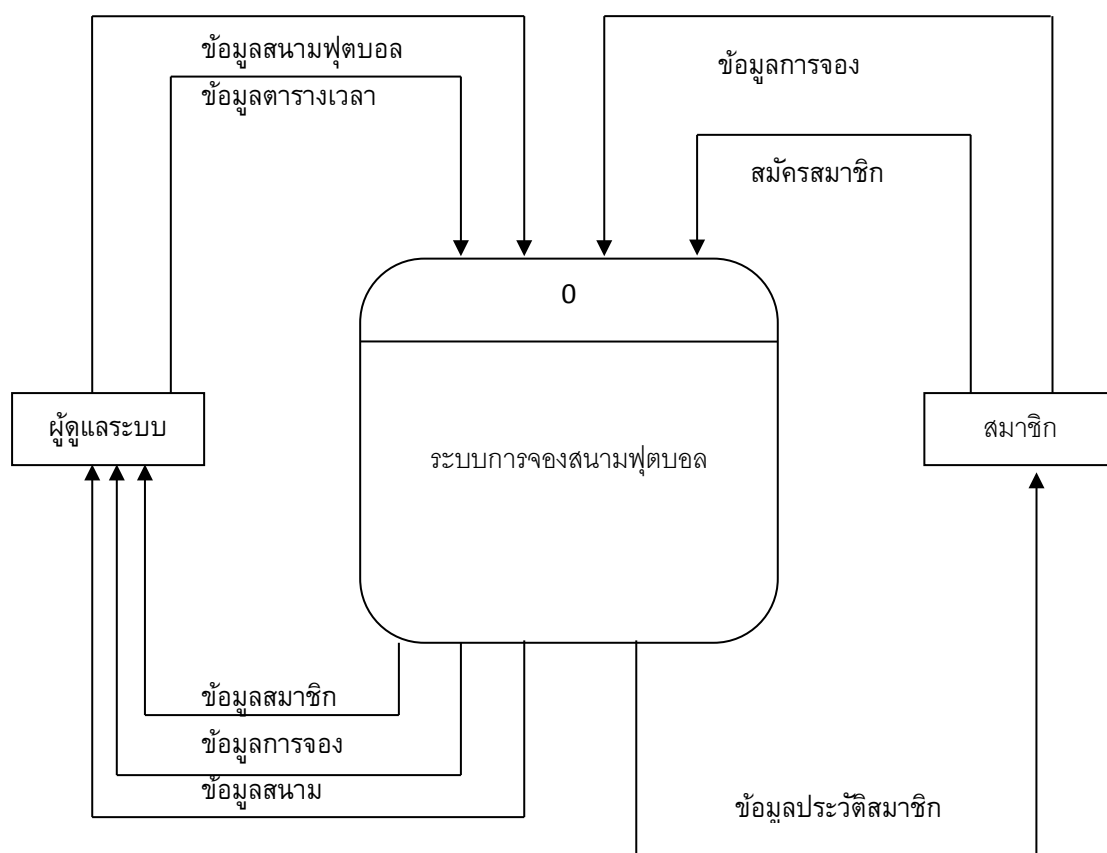 ข้อมูลสนามฟุตบอล
ข้อมูลการจอง
ข้อมูลตารางเวลา
สมัครสมาชิก
0
ผู้ดูแลระบบ
สมาชิก
ระบบการจองสนามฟุตบอล
ข้อมูลสมาชิก
ข้อมูลการจอง
ข้อมูลสนาม
ข้อมูลประวัติสมาชิก